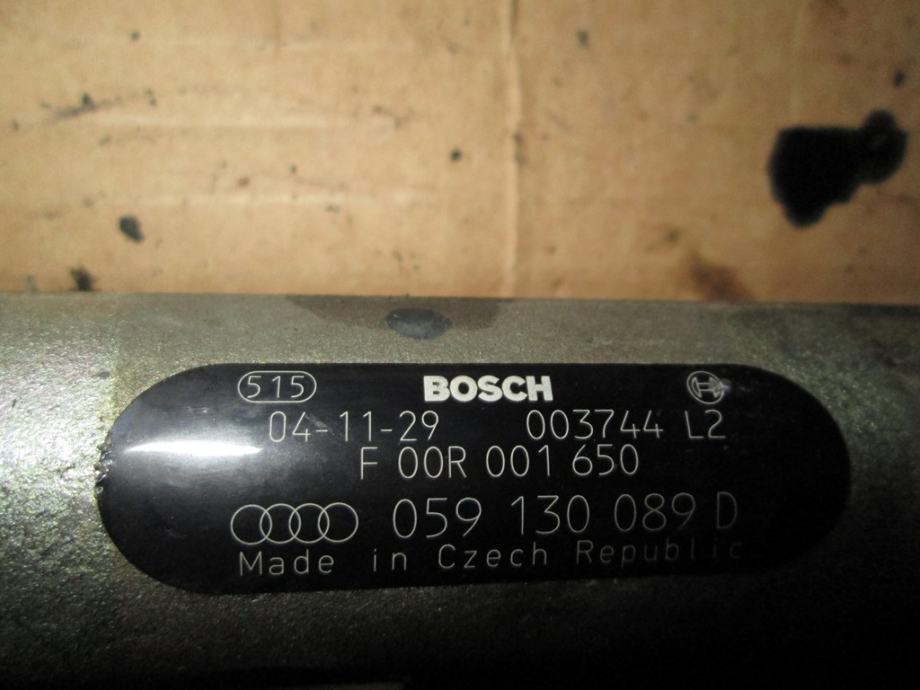 515 BOSCH
04-11-29 003744 L2
F 00R 001 650
059 130 089 D
Made in Czech Republic